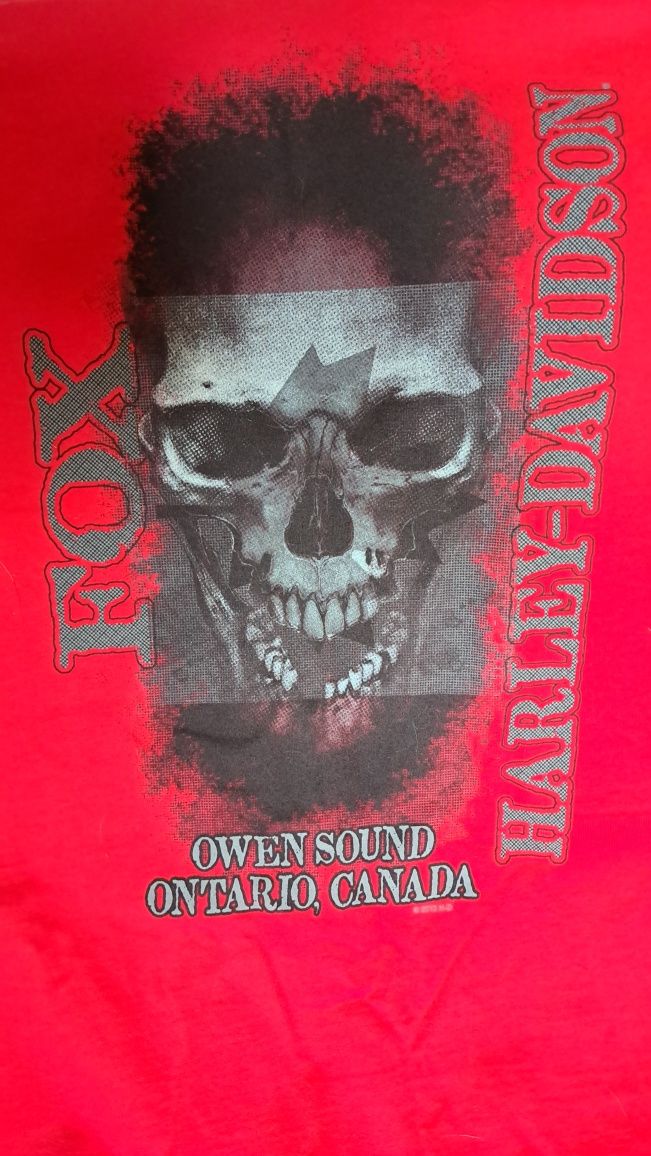 FOX
HARLEY-DAVIDSON
OWEN SOUND
ONTARIO, CANADA